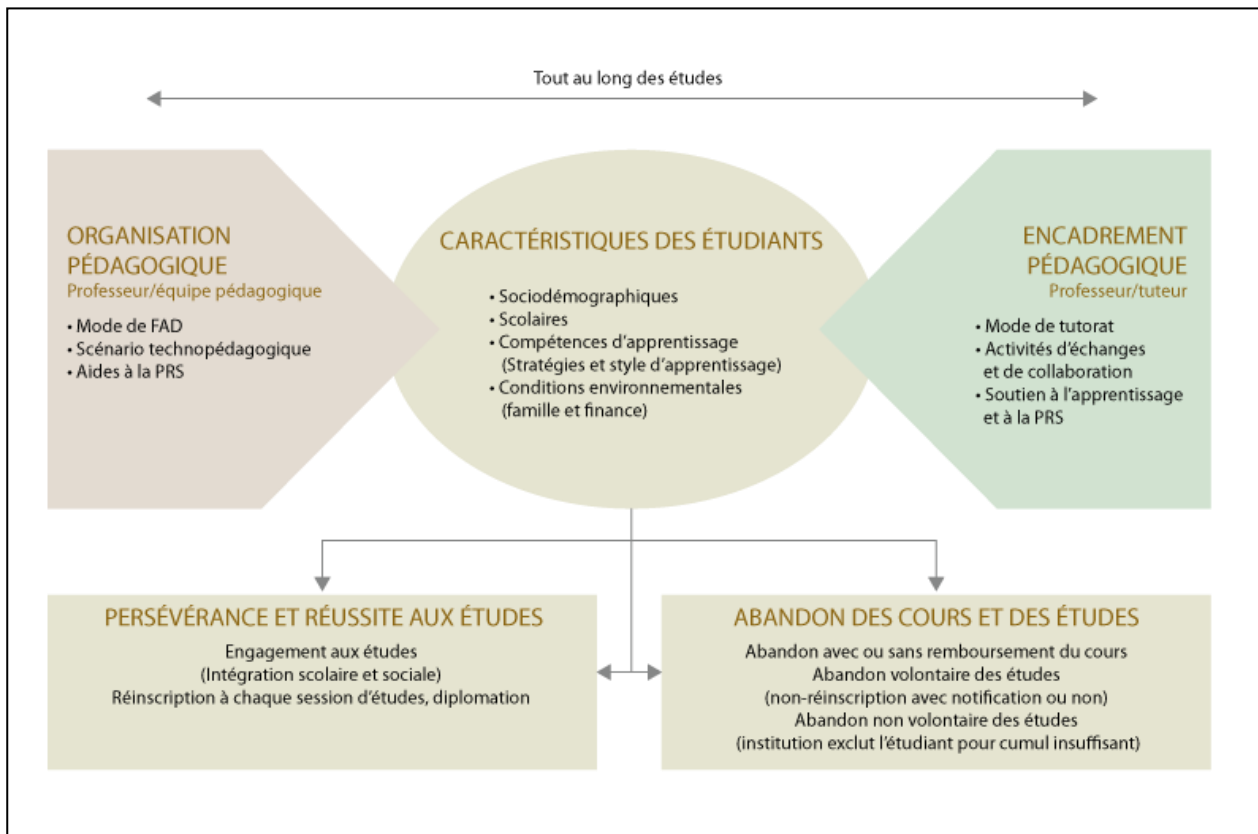 Tout au long des études
ORGANISATION
PÉDAGOGIQUE
Professeur/équipe pédagogique
• Mode de FAD
• Scénario technopédagogique
• Aides à la PRS
CARACTÉRISTIQUES DES ÉTUDIANTS
• Sociodémographiques
• Scolaires
• Compétences d'apprentissage
(Stratégies et style d'apprentissage)
• Conditions environnementales
(famille et finance)
ENCADREMENT
PÉDAGOGIQUE
Professeur/tuteur
• Mode de tutorat
• Activités d'échanges
et de collaboration
• Soutien à l'apprentissage
et à la PRS
PERSÉVÉRANCE ET RÉUSSITE AUX ÉTUDES
Engagement aux études
(Intégration scolaire et sociale)
Réinscription à chaque session d'études, diplomation
ABANDON DES COURS ET DES ÉTUDES
Abandon avec ou sans remboursement du cours
Abandon volontaire des études
(non-réinscription avec notification ou non)
Abandon non volontaire des études
(institution exclut l'étudiant pour cumul insuffisant)